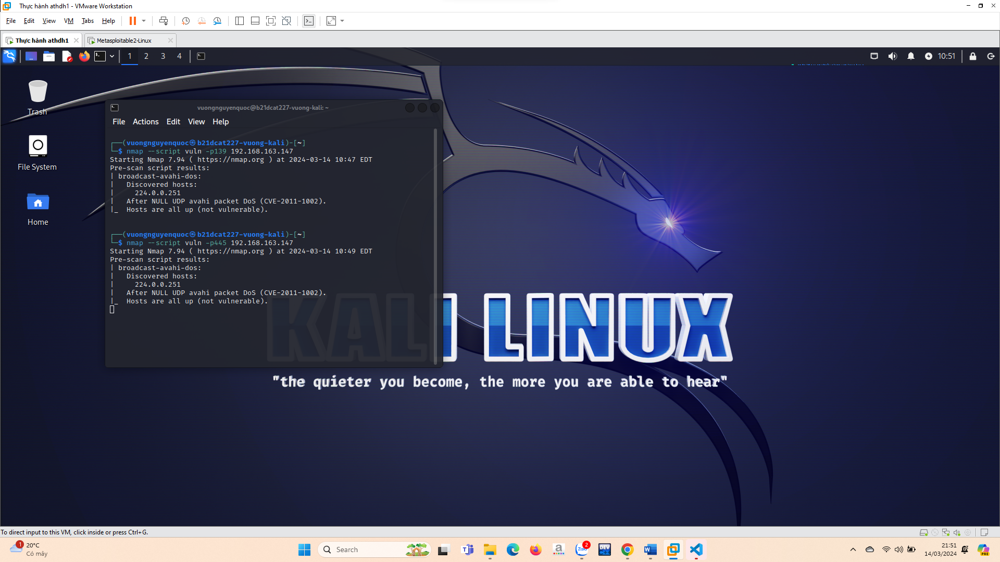 Thực hành athdh1 - VMware Workstation
File Edit View VM Tabs Help
Thực hành athdh1 Metasploitable2-Linux
1 2 3 4 10:51
Trash
File System
Home
vuongnguyenquoc@b21dcat227-vuong-kali: ~
File Actions Edit View Help
┌──(vuongnguyenquoc㉿b21dcat227-vuong-kali)-[~]
└─$ nmap --script vuln -p139 192.168.163.147
Starting Nmap 7.94 ( https://nmap.org ) at 2024-03-14 10:47 EDT
Pre-scan script results:
| broadcast-avahi-dos:
|   Discovered hosts:
|     224.0.0.251
|   After NULL UDP avahi packet DoS (CVE-2011-1002).
|_  Hosts are all up (not vulnerable).
┌──(vuongnguyenquoc㉿b21dcat227-vuong-kali)-[~]
└─$ nmap --script vuln -p445 192.168.163.147
Starting Nmap 7.94 ( https://nmap.org ) at 2024-03-14 10:49 EDT
Pre-scan script results:
| broadcast-avahi-dos:
|   Discovered hosts:
|     224.0.0.251
|   After NULL UDP avahi packet DoS (CVE-2011-1002).
|_  Hosts are all up (not vulnerable).
KALI LINUX
"the quieter you become, the more you are able to hear"
To direct input to this VM, click inside or press Ctrl+G.
1
20°C
Có mây
Search
a
Zalo
2
DEV
W
PRE
21:51
14/03/2024